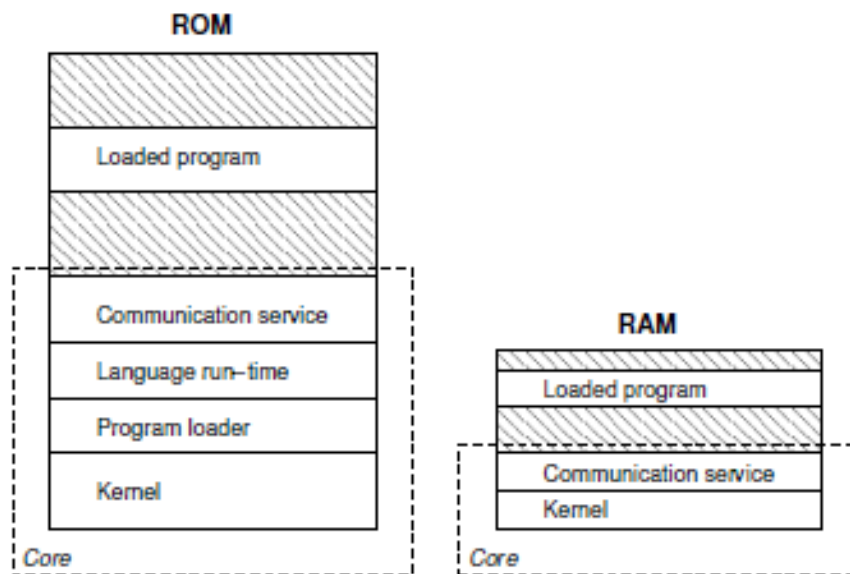 ROM
Loaded program
Communication service
Language run-time
Program loader
Kernel
Core
RAM
Loaded program
Communication service
Kernel
Core